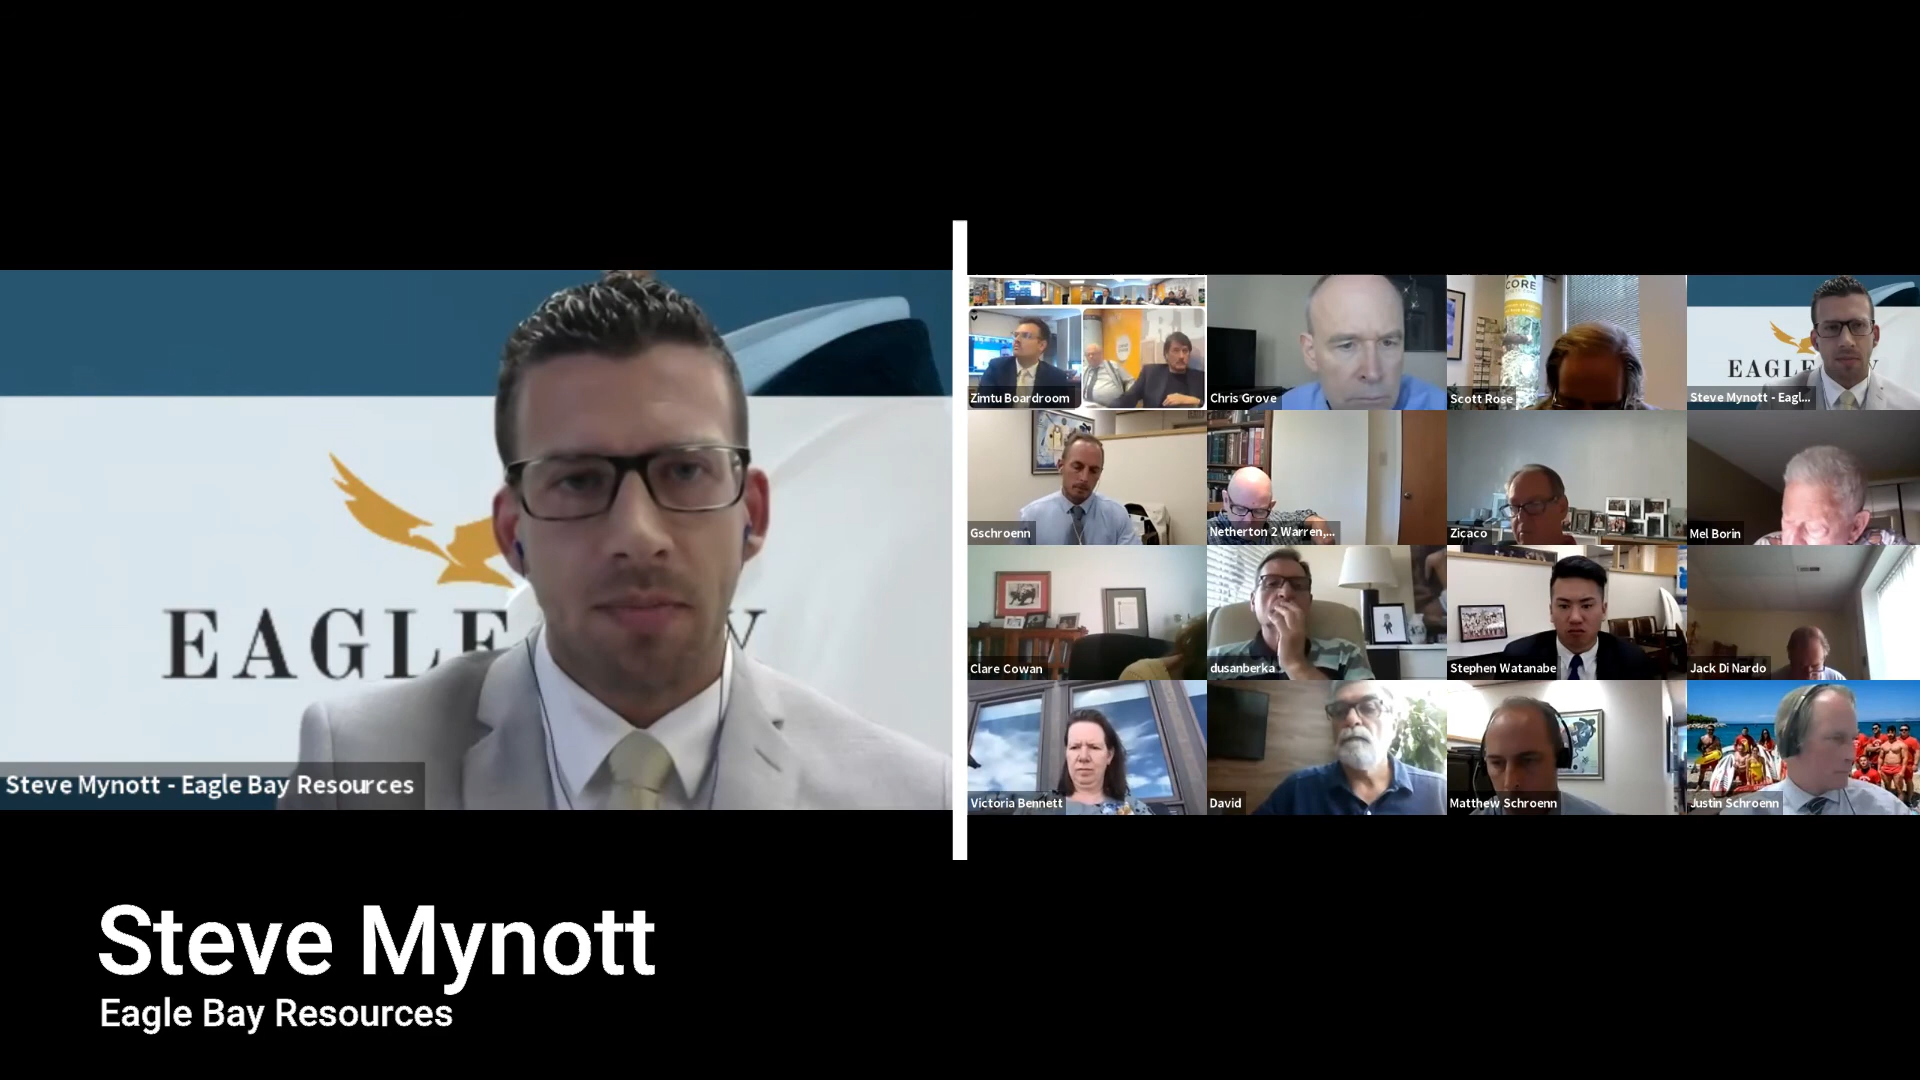 EAGLE
Y
Steve Mynott - Eagle Bay Resources
Zimtu Boardroom
Chris Grove
CORE
Scott Rose
EAGLE
Y
Steve Mynott - Eagl...
Gschroenn
Netherton 2 Warren,...
Zicaco
Mel Borin
Clare Cowan
dusanberka
Stephen Watanabe
Jack Di Nardo
Victoria Bennett
David
Matthew Schroenn
Justin Schroenn
Steve Mynott
Eagle Bay Resources